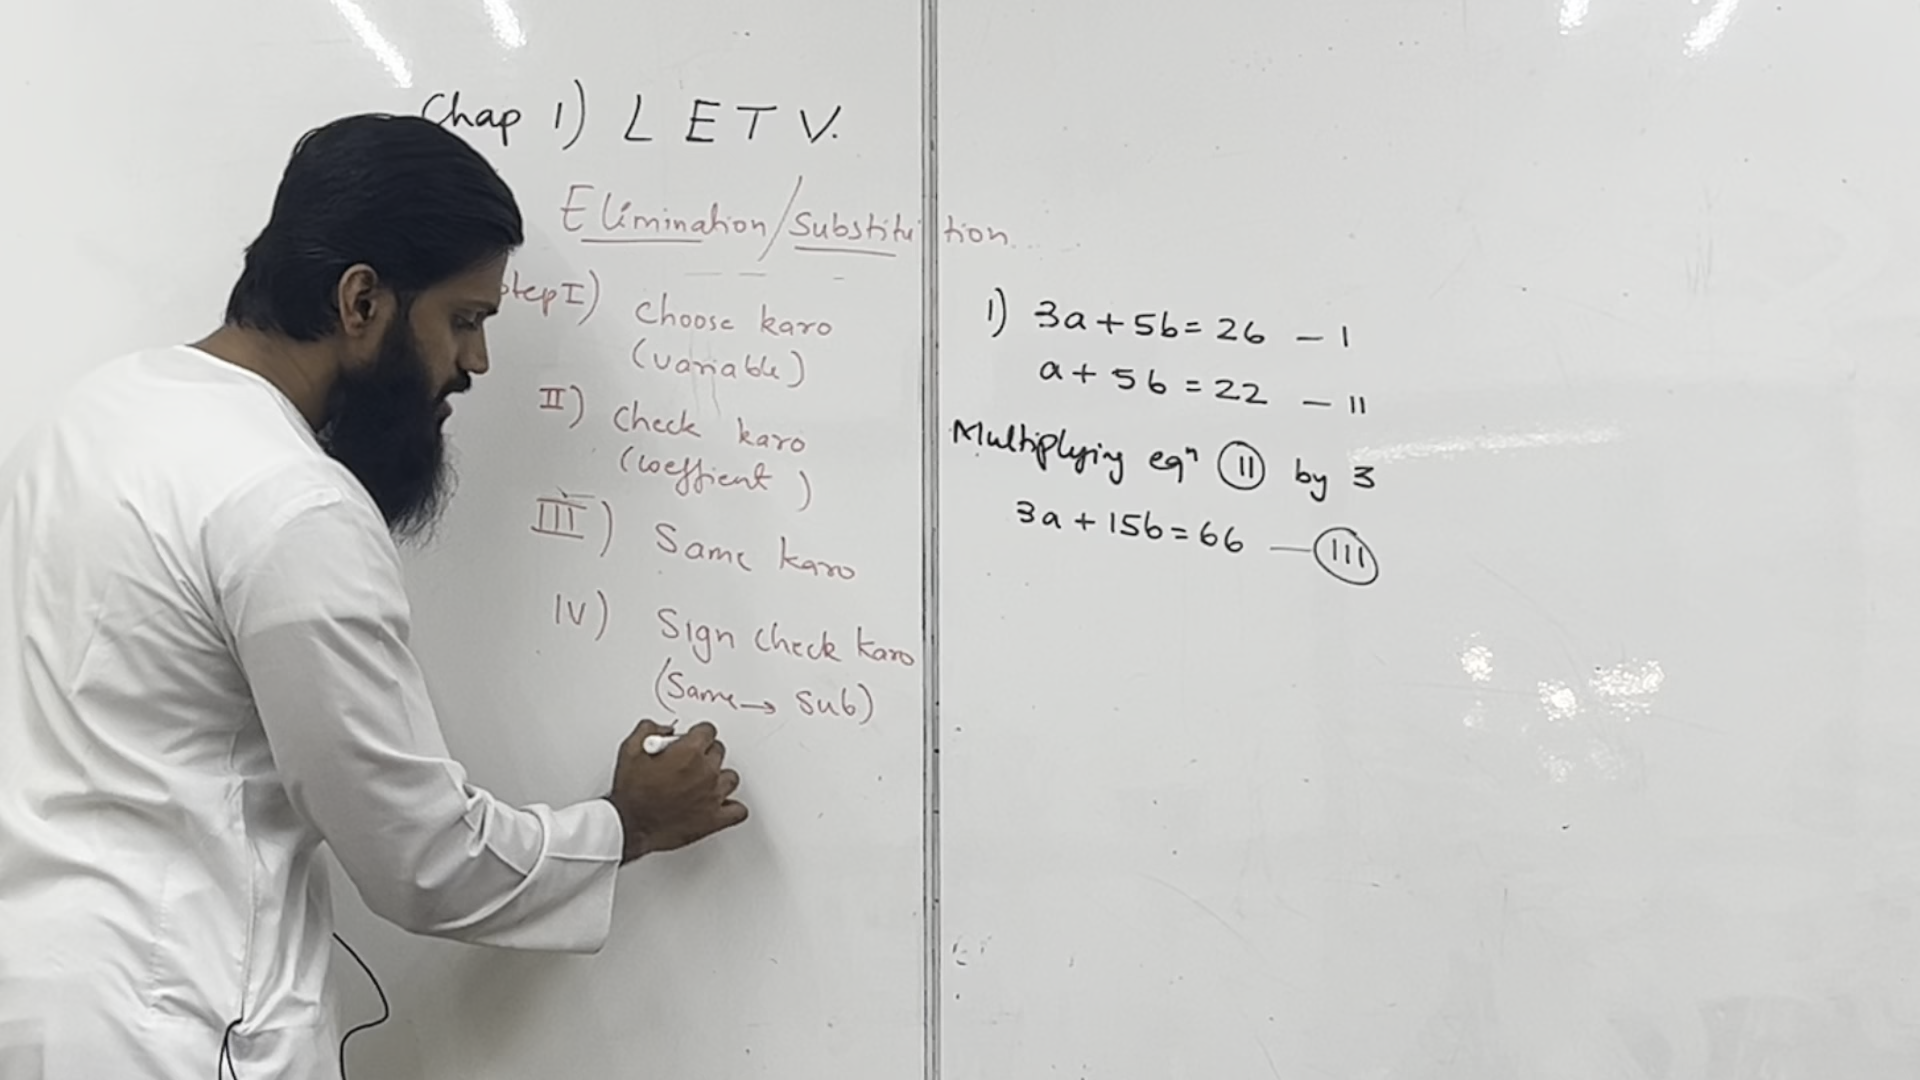 Chap 1) L E T V.
Elimination/Substitution
Step I) Choose karo
(variable)
II) Check karo
(coeffient)
III) Same karo
IV) Sign check karo
(Same → Sub)
1) 3a + 5b = 26 — I
a + 5b = 22 — II
Multiplying eqⁿ II by 3
3a + 15b = 66 — III